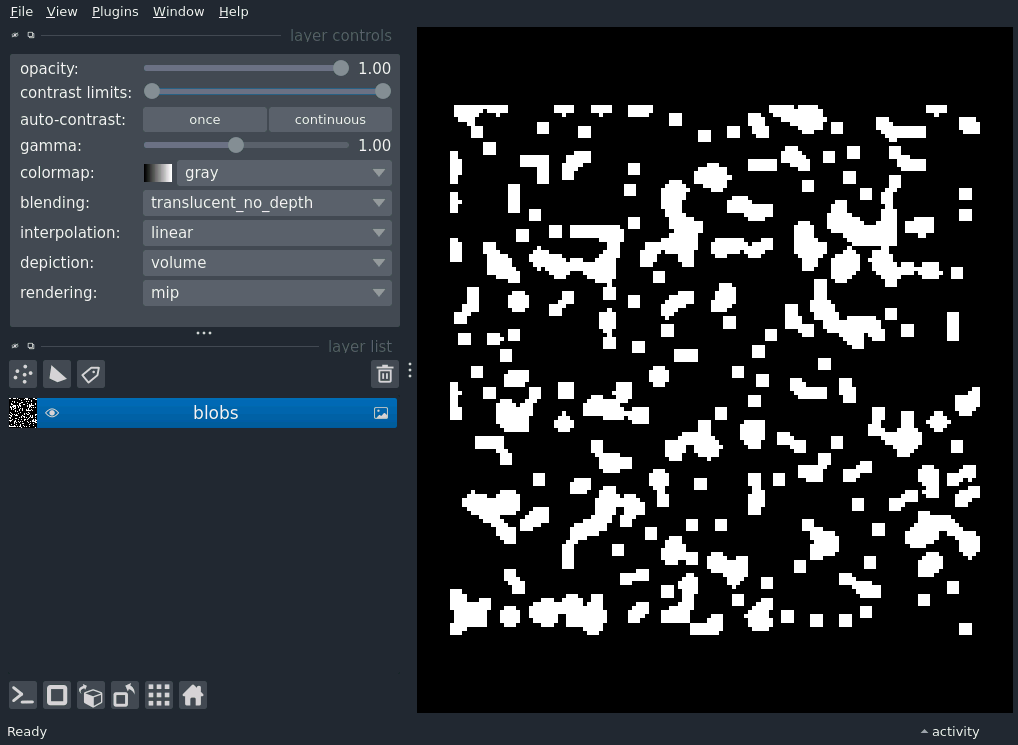 File View Plugins Window Help
layer controls
opacity: 1.00
contrast limits:
auto-contrast: once continuous
gamma: 1.00
colormap: gray
blending: translucent_no_depth
interpolation: linear
depiction: volume
rendering: mip
layer list
blobs
Ready activity